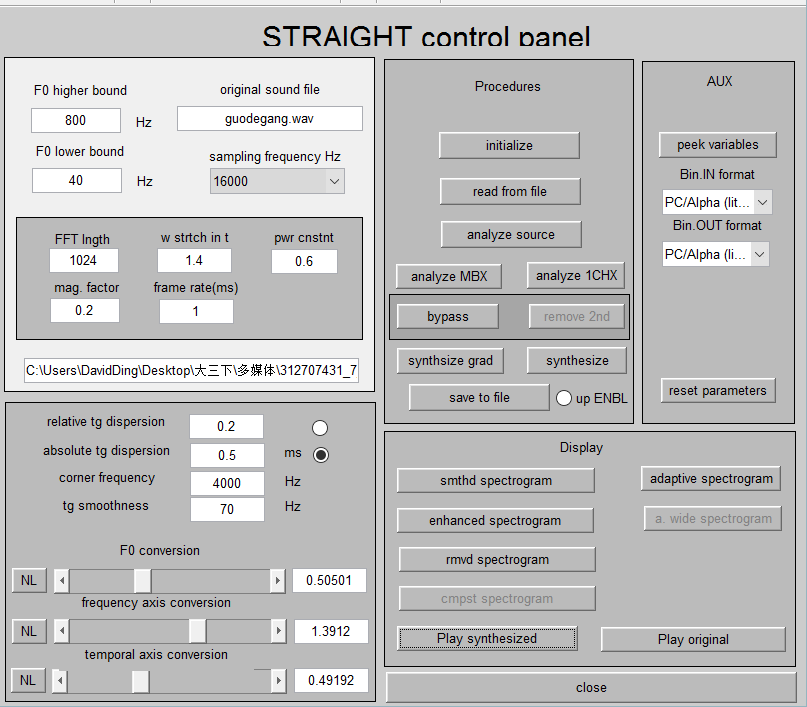 STRAIGHT control panel
F0 higher bound
800
Hz
original sound file
guodegang.wav
F0 lower bound
40
Hz
sampling frequency Hz
16000
FFT lngth
w strtch in t
pwr cnstnt
1024
1.4
0.6
mag. factor
frame rate(ms)
0.2
1
C:\Users\DavidDing\Desktop\大三下\多媒体\312707431_7
relative tg dispersion
0.2
absolute tg dispersion
0.5
ms
corner frequency
4000
Hz
tg smoothness
70
Hz
F0 conversion
NL
0.50501
frequency axis conversion
NL
1.3912
temporal axis conversion
NL
0.49192
Procedures
initialize
read from file
analyze source
analyze MBX
analyze 1CHX
bypass
remove 2nd
synthsize grad
synthesize
save to file
up ENBL
AUX
peek variables
Bin.IN format
PC/Alpha (lit...
Bin.OUT format
PC/Alpha (li...
reset parameters
Display
smthd spectrogram
adaptive spectrogram
enhanced spectrogram
a. wide spectrogram
rmvd spectrogram
cmpst spectrogram
Play synthesized
Play original
close